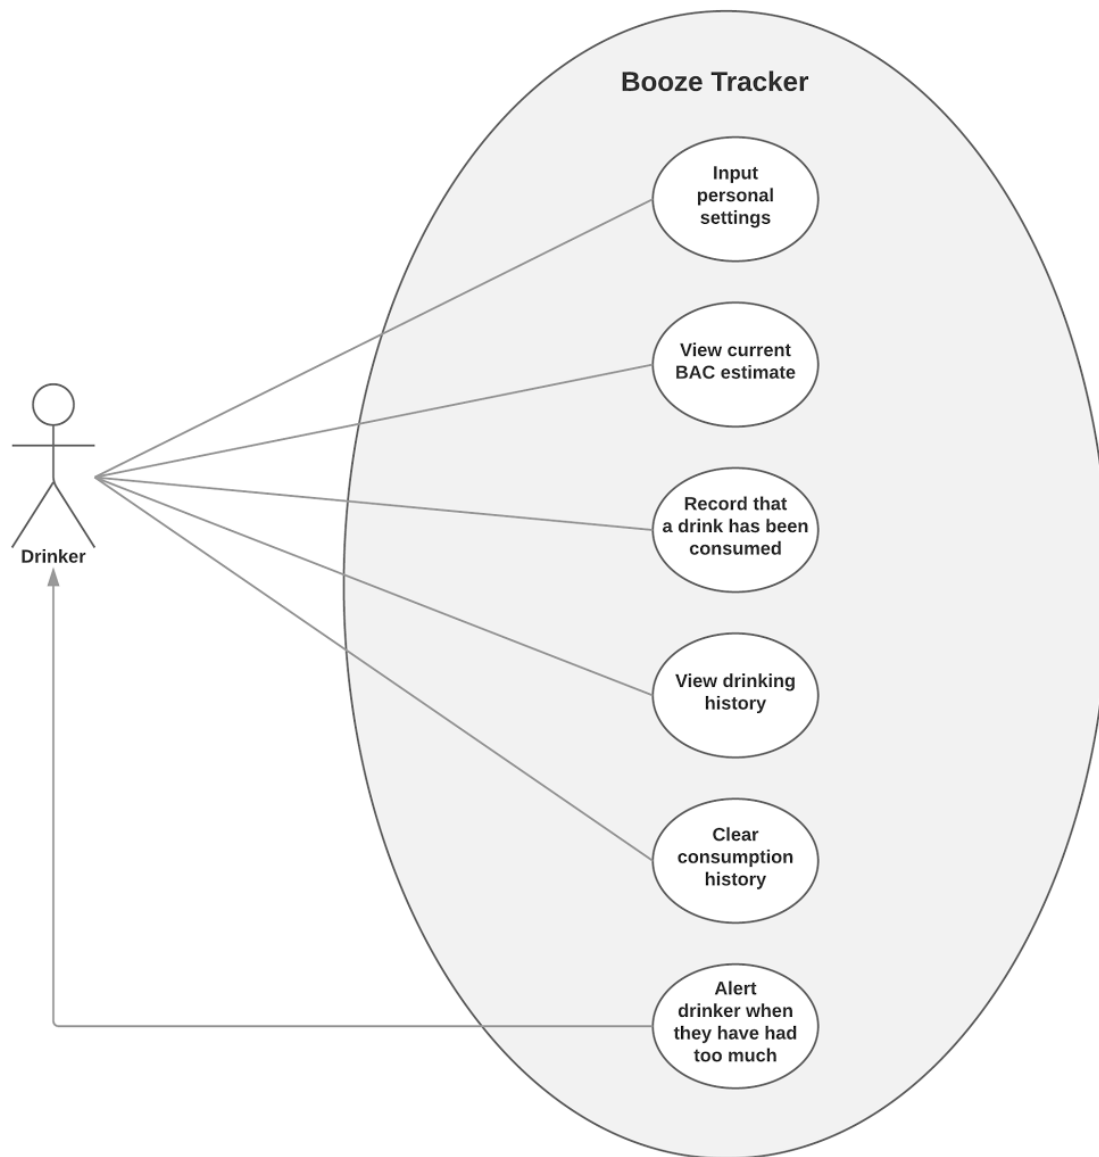 Booze Tracker
Input
personal
settings
View current
BAC estimate
Record that
a drink has been
consumed
Drinker
View drinking
history
Clear
consumption
history
Alert
drinker when
they have had
too much